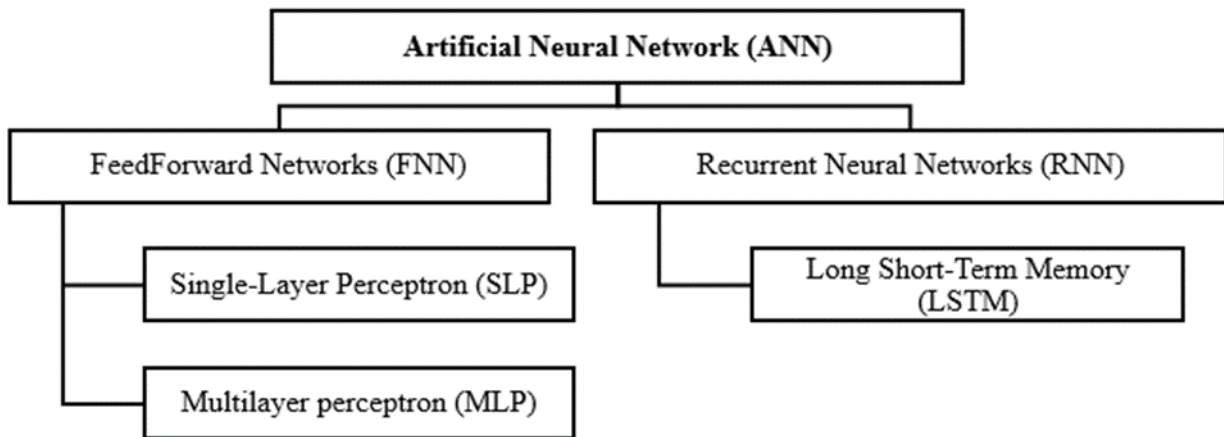 Artificial Neural Network (ANN)
FeedForward Networks (FNN)
Recurrent Neural Networks (RNN)
Single-Layer Perceptron (SLP)
Long Short-Term Memory
(LSTM)
Multilayer perceptron (MLP)